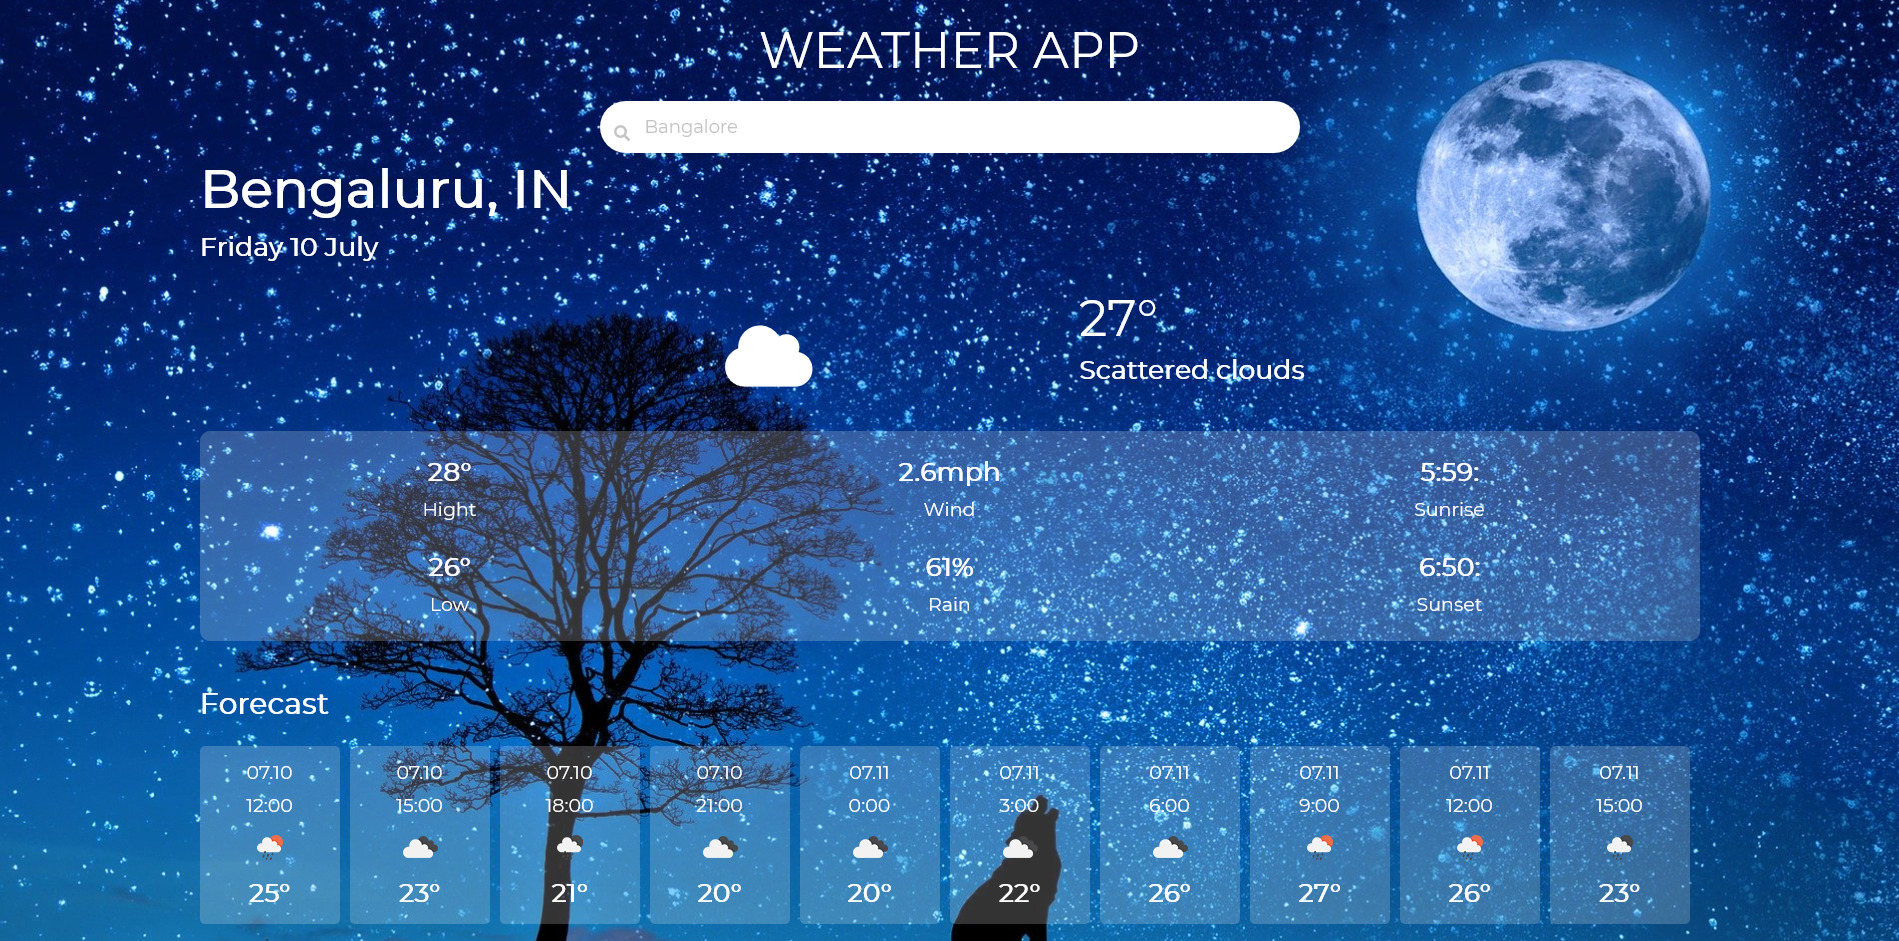 WEATHER APP
Bangalore
Bengaluru, IN
Friday 10 July
27°
Scattered clouds
28° 2.6mph 5:59:
Hight Wind Sunrise
26° 61% 6:50:
Low Rain Sunset
Forecast
07.10 07.10 07.10 07.10 07.11 07.11 07.11 07.11 07.11 07.11
12:00 15:00 18:00 21:00 0:00 3:00 6:00 9:00 12:00 15:00
25° 23° 21° 20° 20° 22° 26° 27° 26° 23°